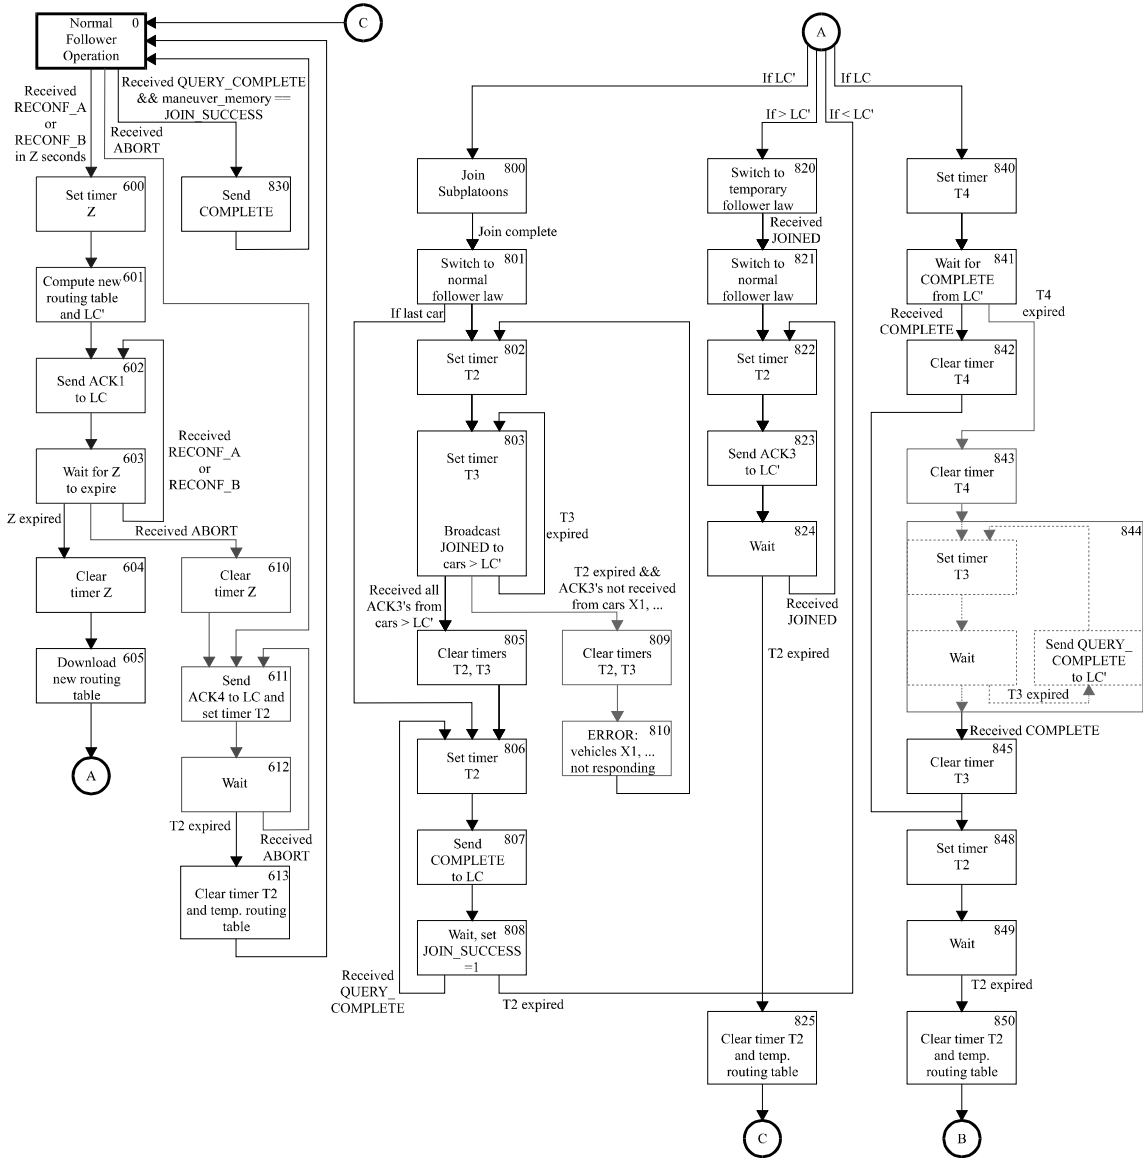 Normal 0
Follower
Operation
C
A
Received
RECONF_A
or
RECONF_B
in Z seconds
Received
ABORT
Received QUERY_COMPLETE
&& maneuver_memory ==
JOIN_SUCCESS
600
Set timer
Z
830
Send
COMPLETE
601
Compute new
routing table
and LC'
602
Send ACK1
to LC
603
Wait for Z
to expire
Received
RECONF_A
or
RECONF_B
Z expired
Received ABORT
604
Clear
timer Z
610
Clear
timer Z
605
Download
new routing
table
A
611
Send
ACK4 to LC and
set timer T2
612
Wait
T2 expired
Received
ABORT
613
Clear timer T2
and temp. routing
table
If LC'
If > LC'
If < LC'
If LC
800
Join
Subplatoons
Join complete
801
Switch to
normal
follower law
If last car
802
Set timer
T2
803
Set timer
T3
Broadcast
JOINED to
cars > LC'
T3
expired
Received all
ACK3's from
cars > LC'
T2 expired &&
ACK3's not received
from cars X1, ...
805
Clear timers
T2, T3
809
Clear timers
T2, T3
806
Set timer
T2
810
ERROR:
vehicles X1, ...
not responding
807
Send
COMPLETE
to LC
808
Wait, set
JOIN_SUCCESS
=1
Received
QUERY_
COMPLETE
T2 expired
820
Switch to
temporary
follower law
Received
JOINED
821
Switch to
normal
follower law
822
Set timer
T2
823
Send ACK3
to LC'
824
Wait
Received
JOINED
T2 expired
825
Clear timer T2
and temp.
routing table
C
840
Set timer
T4
841
Wait for
COMPLETE
from LC'
Received
COMPLETE
T4
expired
842
Clear timer
T4
843
Clear timer
T4
844
Set timer
T3
Wait
Send QUERY_
COMPLETE
to LC'
T3 expired
Received COMPLETE
845
Clear timer
T3
848
Set timer
T2
849
Wait
T2 expired
850
Clear timer T2
and temp.
routing table
B